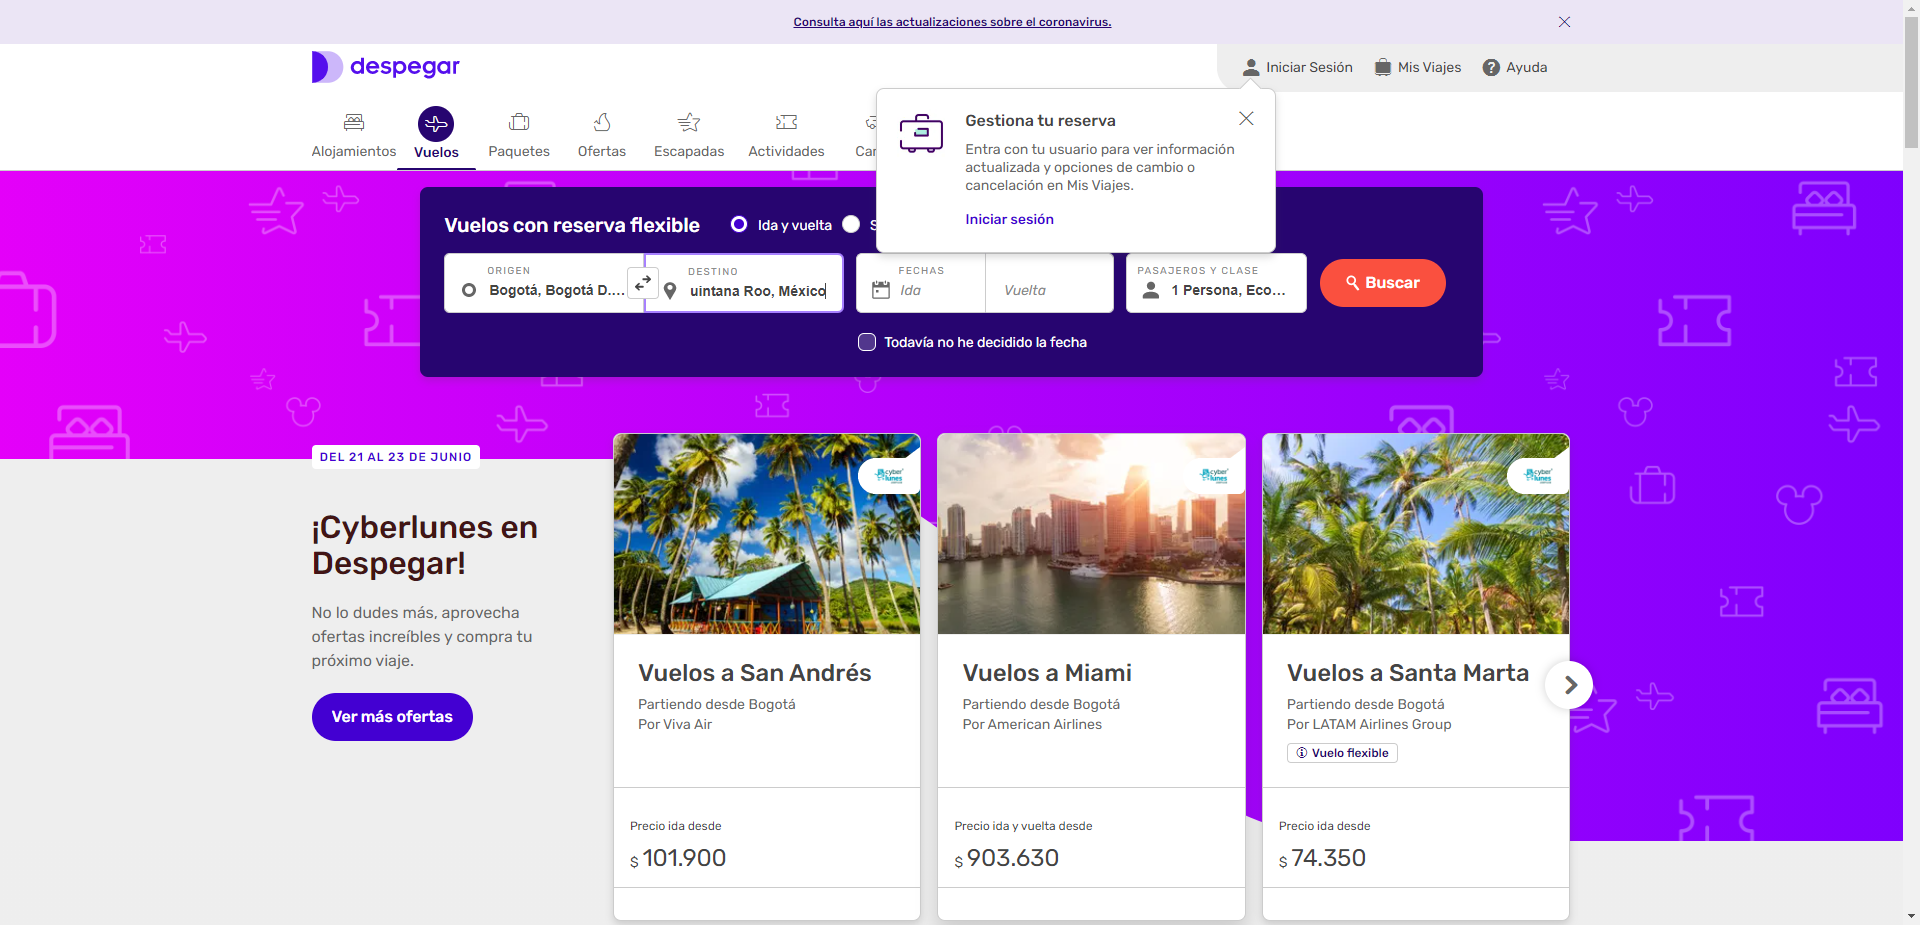 Consulta aquí las actualizaciones sobre el coronavirus.
despegar
Iniciar Sesión
Mis Viajes
Ayuda
Alojamientos
Vuelos
Paquetes
Ofertas
Escapadas
Actividades
Gestiona tu reserva
Entra con tu usuario para ver información
actualizada y opciones de cambio o
cancelación en Mis Viajes.
Iniciar sesión
Vuelos con reserva flexible
Ida y vuelta
ORIGEN
Bogotá, Bogotá D....
DESTINO
uintana Roo, México
FECHAS
Ida
Vuelta
PASAJEROS Y CLASE
1 Persona, Eco...
Buscar
Todavía no he decidido la fecha
DEL 21 AL 23 DE JUNIO
¡Cyberlunes en
Despegar!
No lo dudes más, aprovecha
ofertas increíbles y compra tu
próximo viaje.
Ver más ofertas
cyber
lunes
Vuelos a San Andrés
Partiendo desde Bogotá
Por Viva Air
Precio ida desde
$ 101.900
cyber
lunes
Vuelos a Miami
Partiendo desde Bogotá
Por American Airlines
Precio ida y vuelta desde
$ 903.630
cyber
lunes
Vuelos a Santa Marta
Partiendo desde Bogotá
Por LATAM Airlines Group
Vuelo flexible
Precio ida desde
$ 74.350